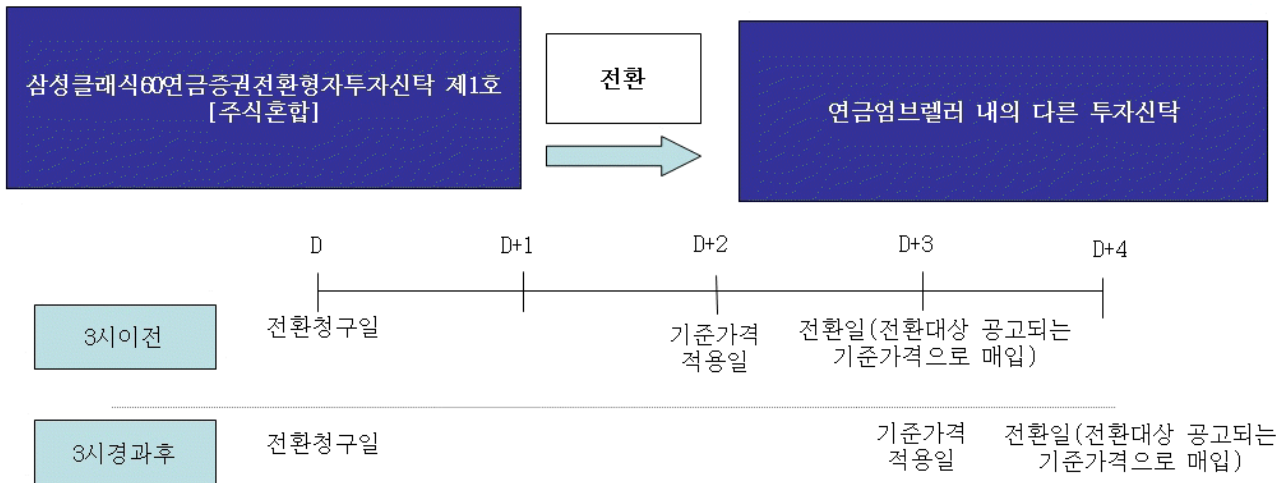 삼성클래식60연금증권전환형자투자신탁 제1호
[주식혼합]
전환
연금엄브렐러 내의 다른 투자신탁
D
D+1
D+2
D+3
D+4
3시이전
전환청구일
기준가격
적용일
전환일(전환대상 공고되는
기준가격으로 매입)
3시경과후
전환청구일
기준가격
적용일
전환일(전환대상 공고되는
기준가격으로 매입)